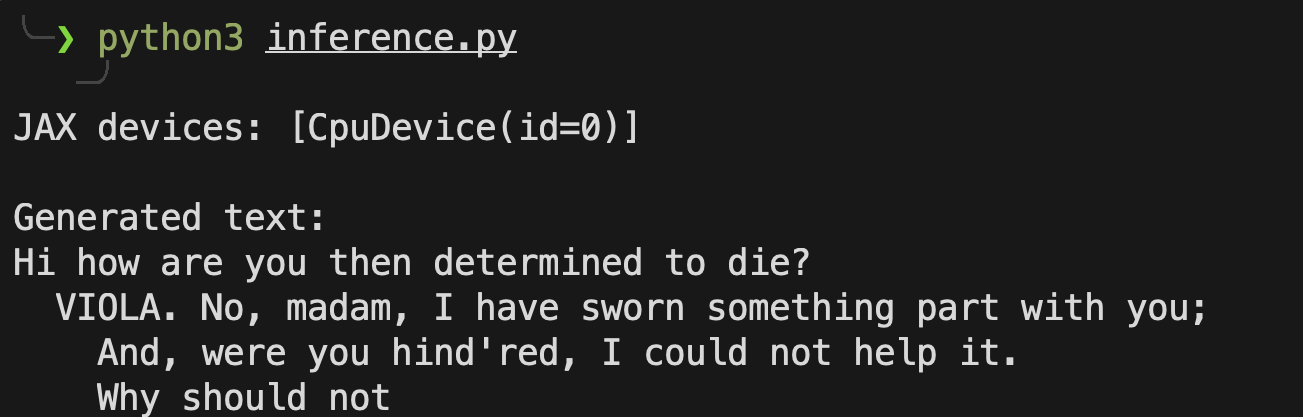 ❯ python3 inference.py
JAX devices: [CpuDevice(id=0)]
Generated text:
Hi how are you then determined to die?
  VIOLA. No, madam, I have sworn something part with you;
    And, were you hind'red, I could not help it.
    Why should not